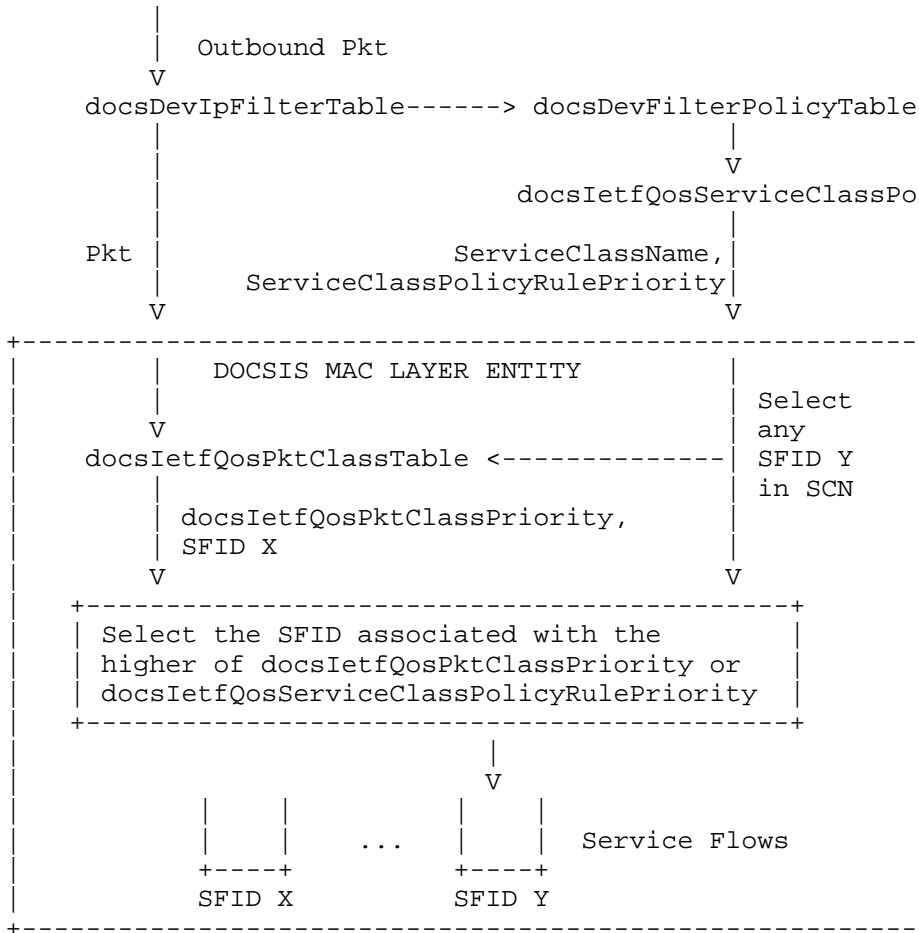 Outbound Pkt
V
docsDevIpFilterTable------> docsDevFilterPolicyTable
V
docsIetfQosServiceClassPo
Pkt ServiceClassName,
ServiceClassPolicyRulePriority
V V
DOCSIS MAC LAYER ENTITY
Select
V any
docsIetfQosPktClassTable <-------------- SFID Y
in SCN
docsIetfQosPktClassPriority,
SFID X
V V
Select the SFID associated with the
higher of docsIetfQosPktClassPriority or
docsIetfQosServiceClassPolicyRulePriority
V
... Service Flows
SFID X SFID Y